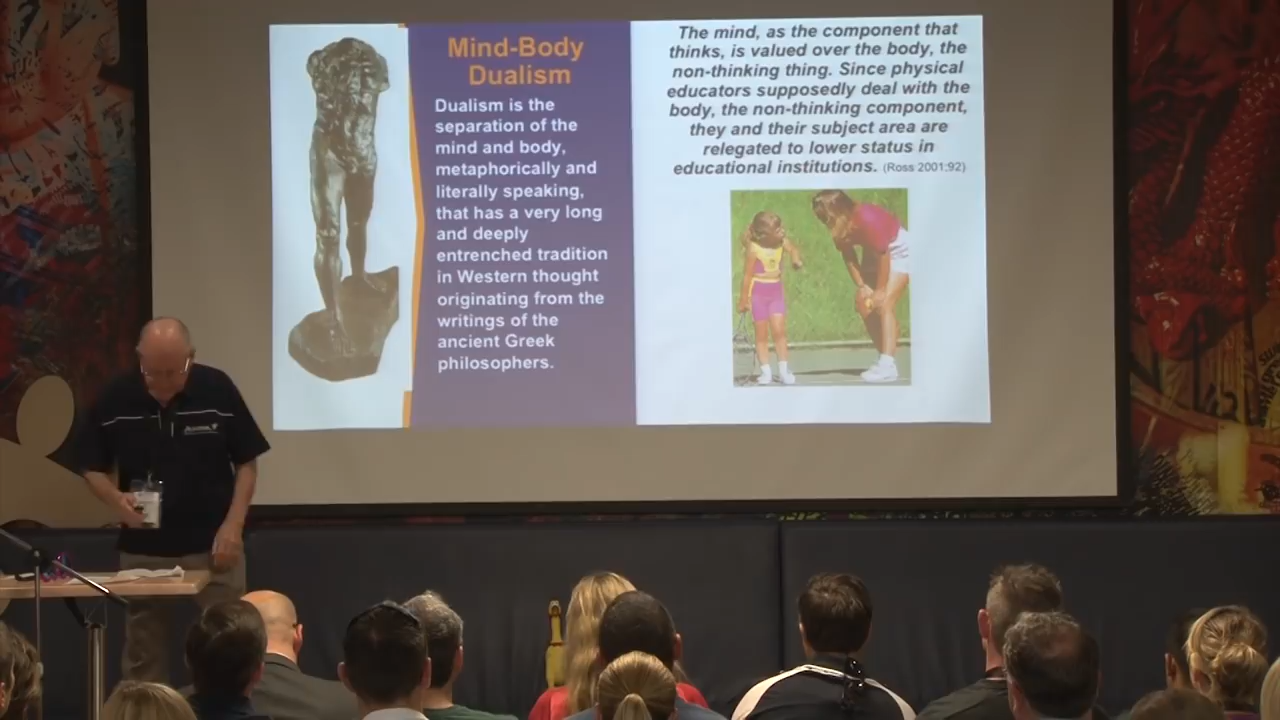 Mind-Body
Dualism
Dualism is the
separation of the
mind and body,
metaphorically and
literally speaking,
that has a very long
and deeply
entrenched tradition
in Western thought
originating from the
writings of the
ancient Greek
philosophers.
The mind, as the component that
thinks, is valued over the body, the
non-thinking thing. Since physical
educators supposedly deal with the
body, the non-thinking component,
they and their subject area are
relegated to lower status in
educational institutions. (Ross 2001:92)